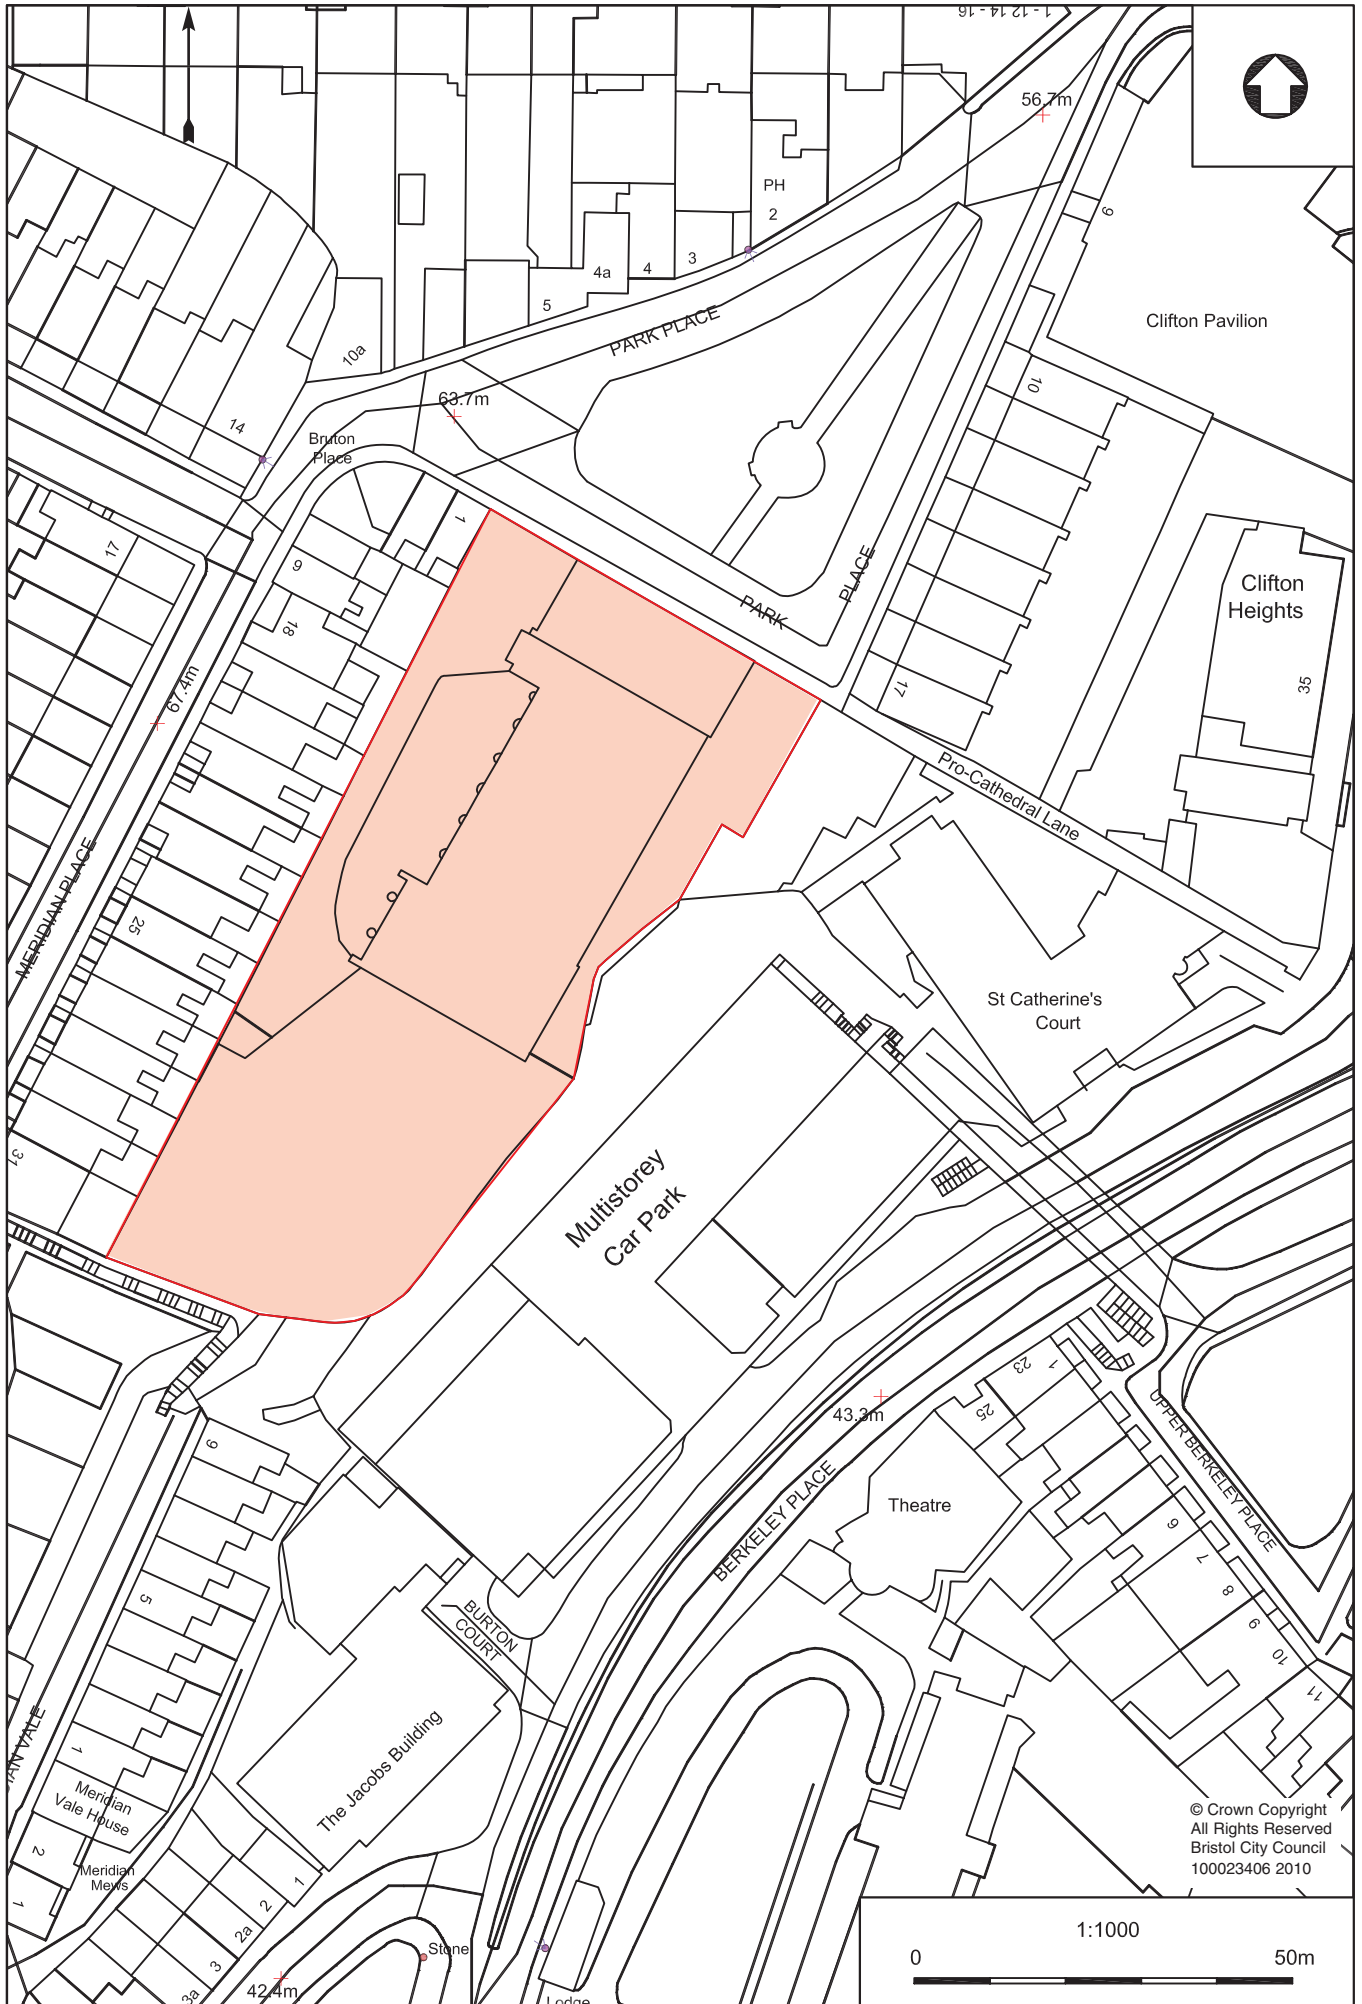 1 - 12 14 - 16
56.7m
PH
2
9
3
4
4a
5
Clifton Pavilion
PARK PLACE
10a
10
63.7m
14
Bruton
Place
1
17
9
18
PLACE
PARK
Clifton
Heights
35
17
67.4m
Pro-Cathedral Lane
MERIDIAN PLACE
25
St Catherine's
Court
31
Multistorey
Car Park
23
1
25
43.3m
UPPER BERKELEY PLACE
9
BERKELEY PLACE
Theatre
6
7
8
9
10
11
5
BURTON
COURT
IAN VALE
1
Meridian
Vale House
The Jacobs Building
2
Meridian
Mews
1
1
2
2a
3
3a
Stone
42.4m
Lodge
© Crown Copyright
All Rights Reserved
Bristol City Council
100023406 2010
1:1000
0 50m